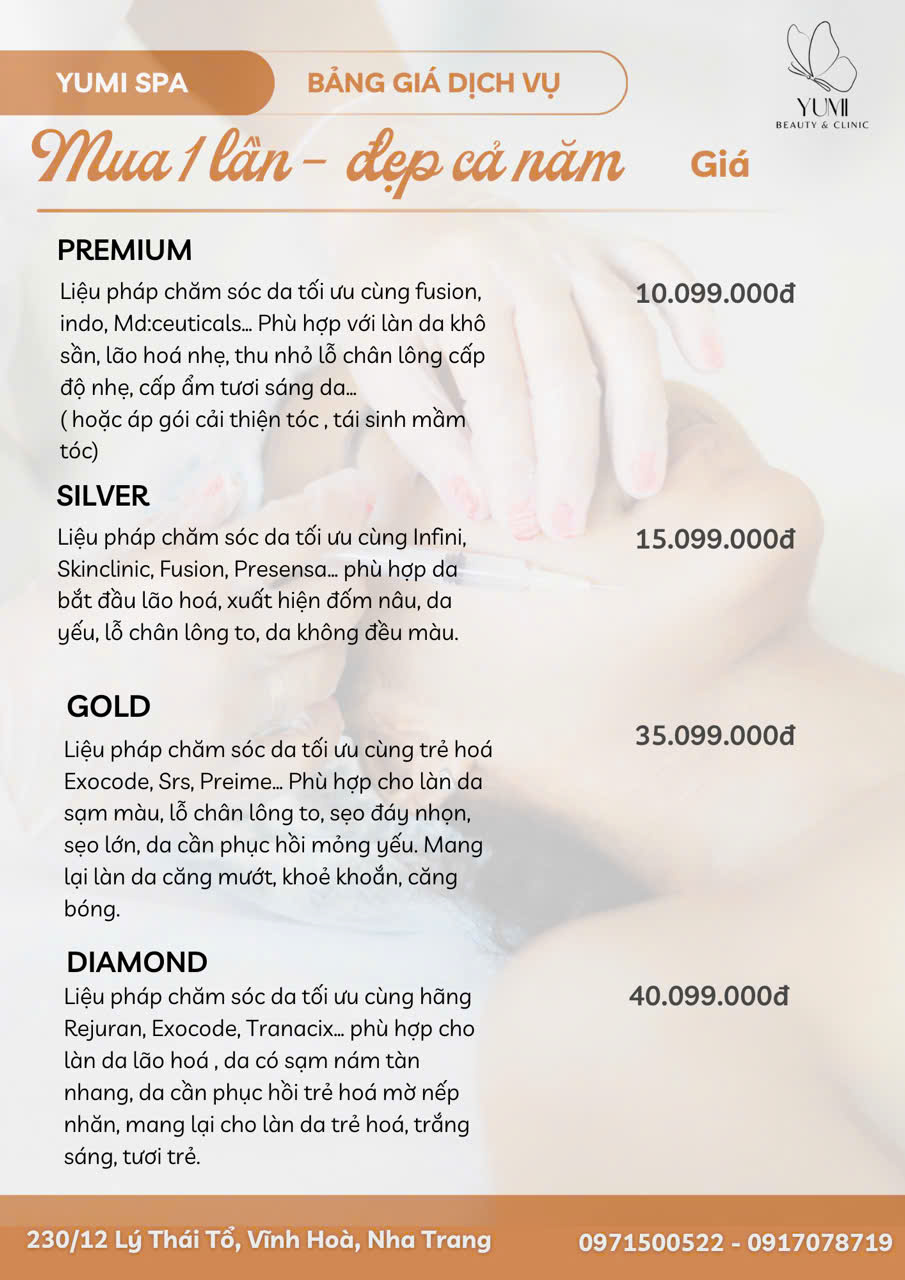 YUMI SPA
BẢNG GIÁ DỊCH VỤ
YUMI
BEAUTY & CLINIC
Mua 1 lần - đẹp cả năm
Giá
PREMIUM
Liệu pháp chăm sóc da tối ưu cùng fusion,
indo, Md:ceuticals... Phù hợp với làn da khô
sần, lão hoá nhẹ, thu nhỏ lỗ chân lông cấp
độ nhẹ, cấp ẩm tươi sáng da...
( hoặc áp gói cải thiện tóc , tái sinh mầm
tóc)
10.099.000đ
SILVER
Liệu pháp chăm sóc da tối ưu cùng Infini,
Skinclinic, Fusion, Presensa... phù hợp da
bắt đầu lão hoá, xuất hiện đốm nâu, da
yếu, lỗ chân lông to, da không đều màu.
15.099.000đ
GOLD
Liệu pháp chăm sóc da tối ưu cùng trẻ hoá
Exocode, Srs, Preime... Phù hợp cho làn da
sạm màu, lỗ chân lông to, sẹo đáy nhọn,
sẹo lớn, da cần phục hồi mỏng yếu. Mang
lại làn da căng mướt, khoẻ khoắn, căng
bóng.
35.099.000đ
DIAMOND
Liệu pháp chăm sóc da tối ưu cùng hãng
Rejuran, Exocode, Tranacix... phù hợp cho
làn da lão hoá , da có sạm nám tàn
nhang, da cần phục hồi trẻ hoá mờ nếp
nhăn, mang lại cho làn da trẻ hoá, trắng
sáng, tươi trẻ.
40.099.000đ
230/12 Lý Thái Tổ, Vĩnh Hoà, Nha Trang
0971500522 - 0917078719